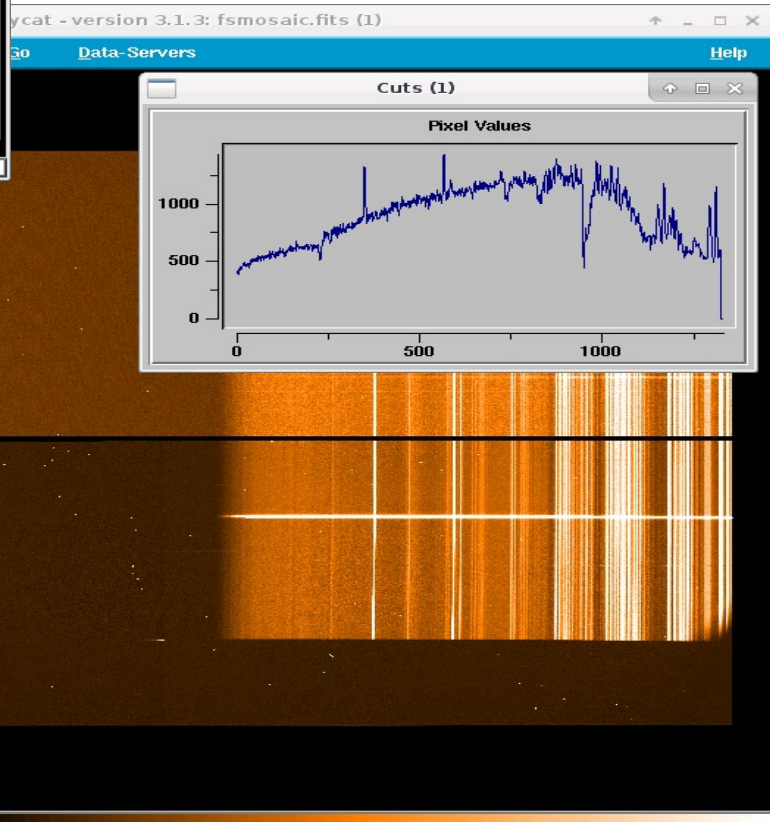 ycat - version 3.1.3: fsmosaic.fits (1)
Go Data-Servers Help
Cuts (1)
Pixel Values
1000
500
0
0 500 1000